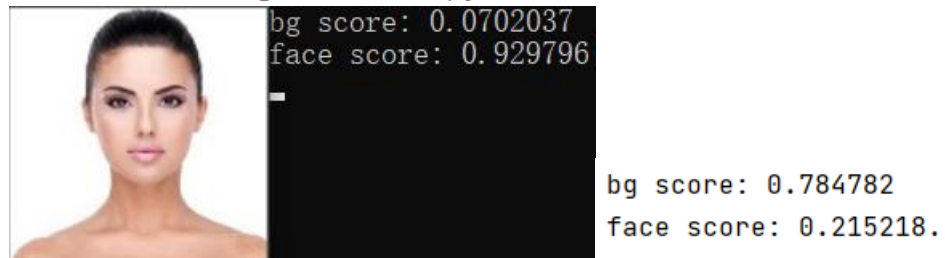 bg score: 0.0702037
face score: 0.929796
bg score: 0.784782
face score: 0.215218.